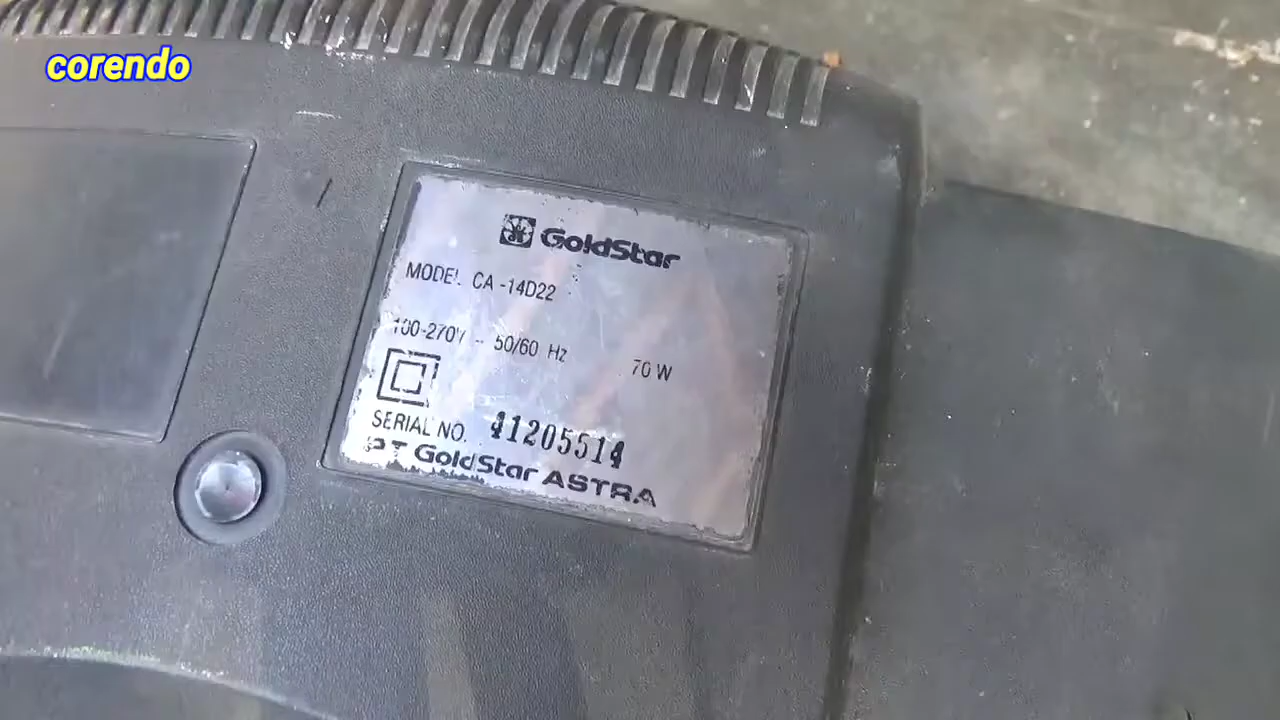 corendo
GoldStar
MODEL CA-14D22
100-270V ~ 50/60 Hz 70 W
SERIAL NO. 41205514
PT GoldStar ASTRA